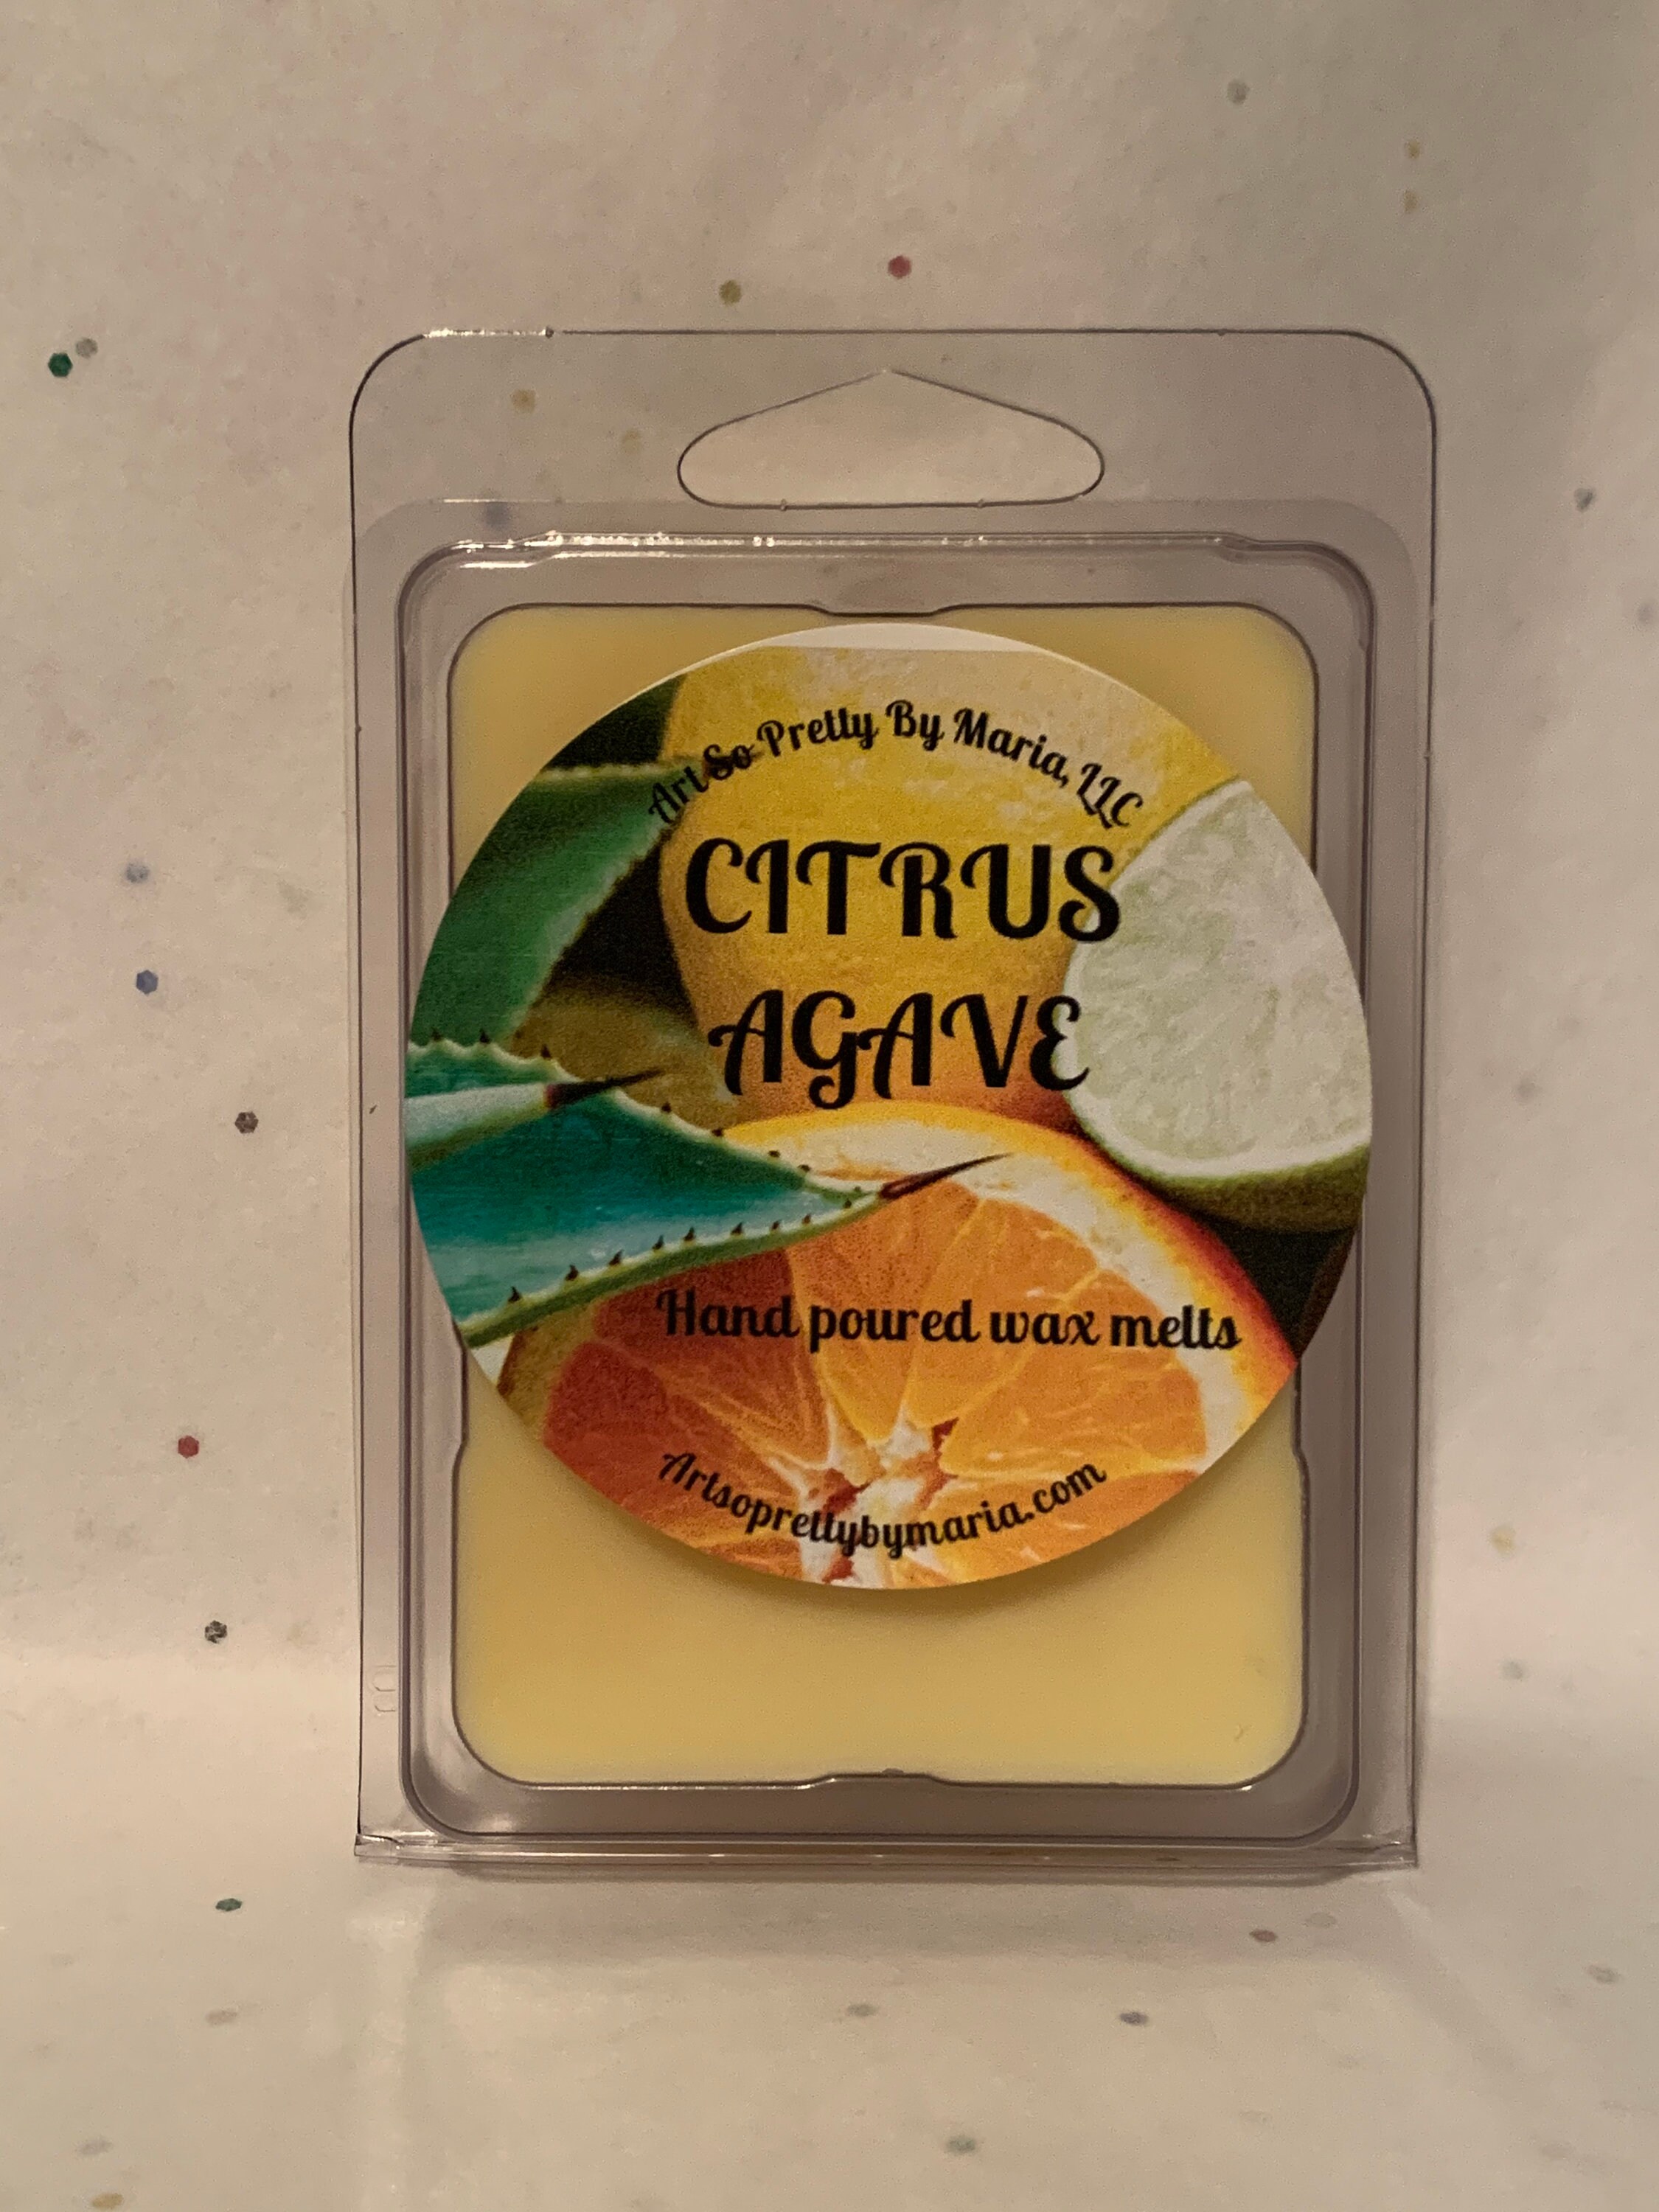 Art So Pretty By Maria, LLC
CITRUS
AGAVE
Hand poured wax melts
Artsoprettybymaria.com